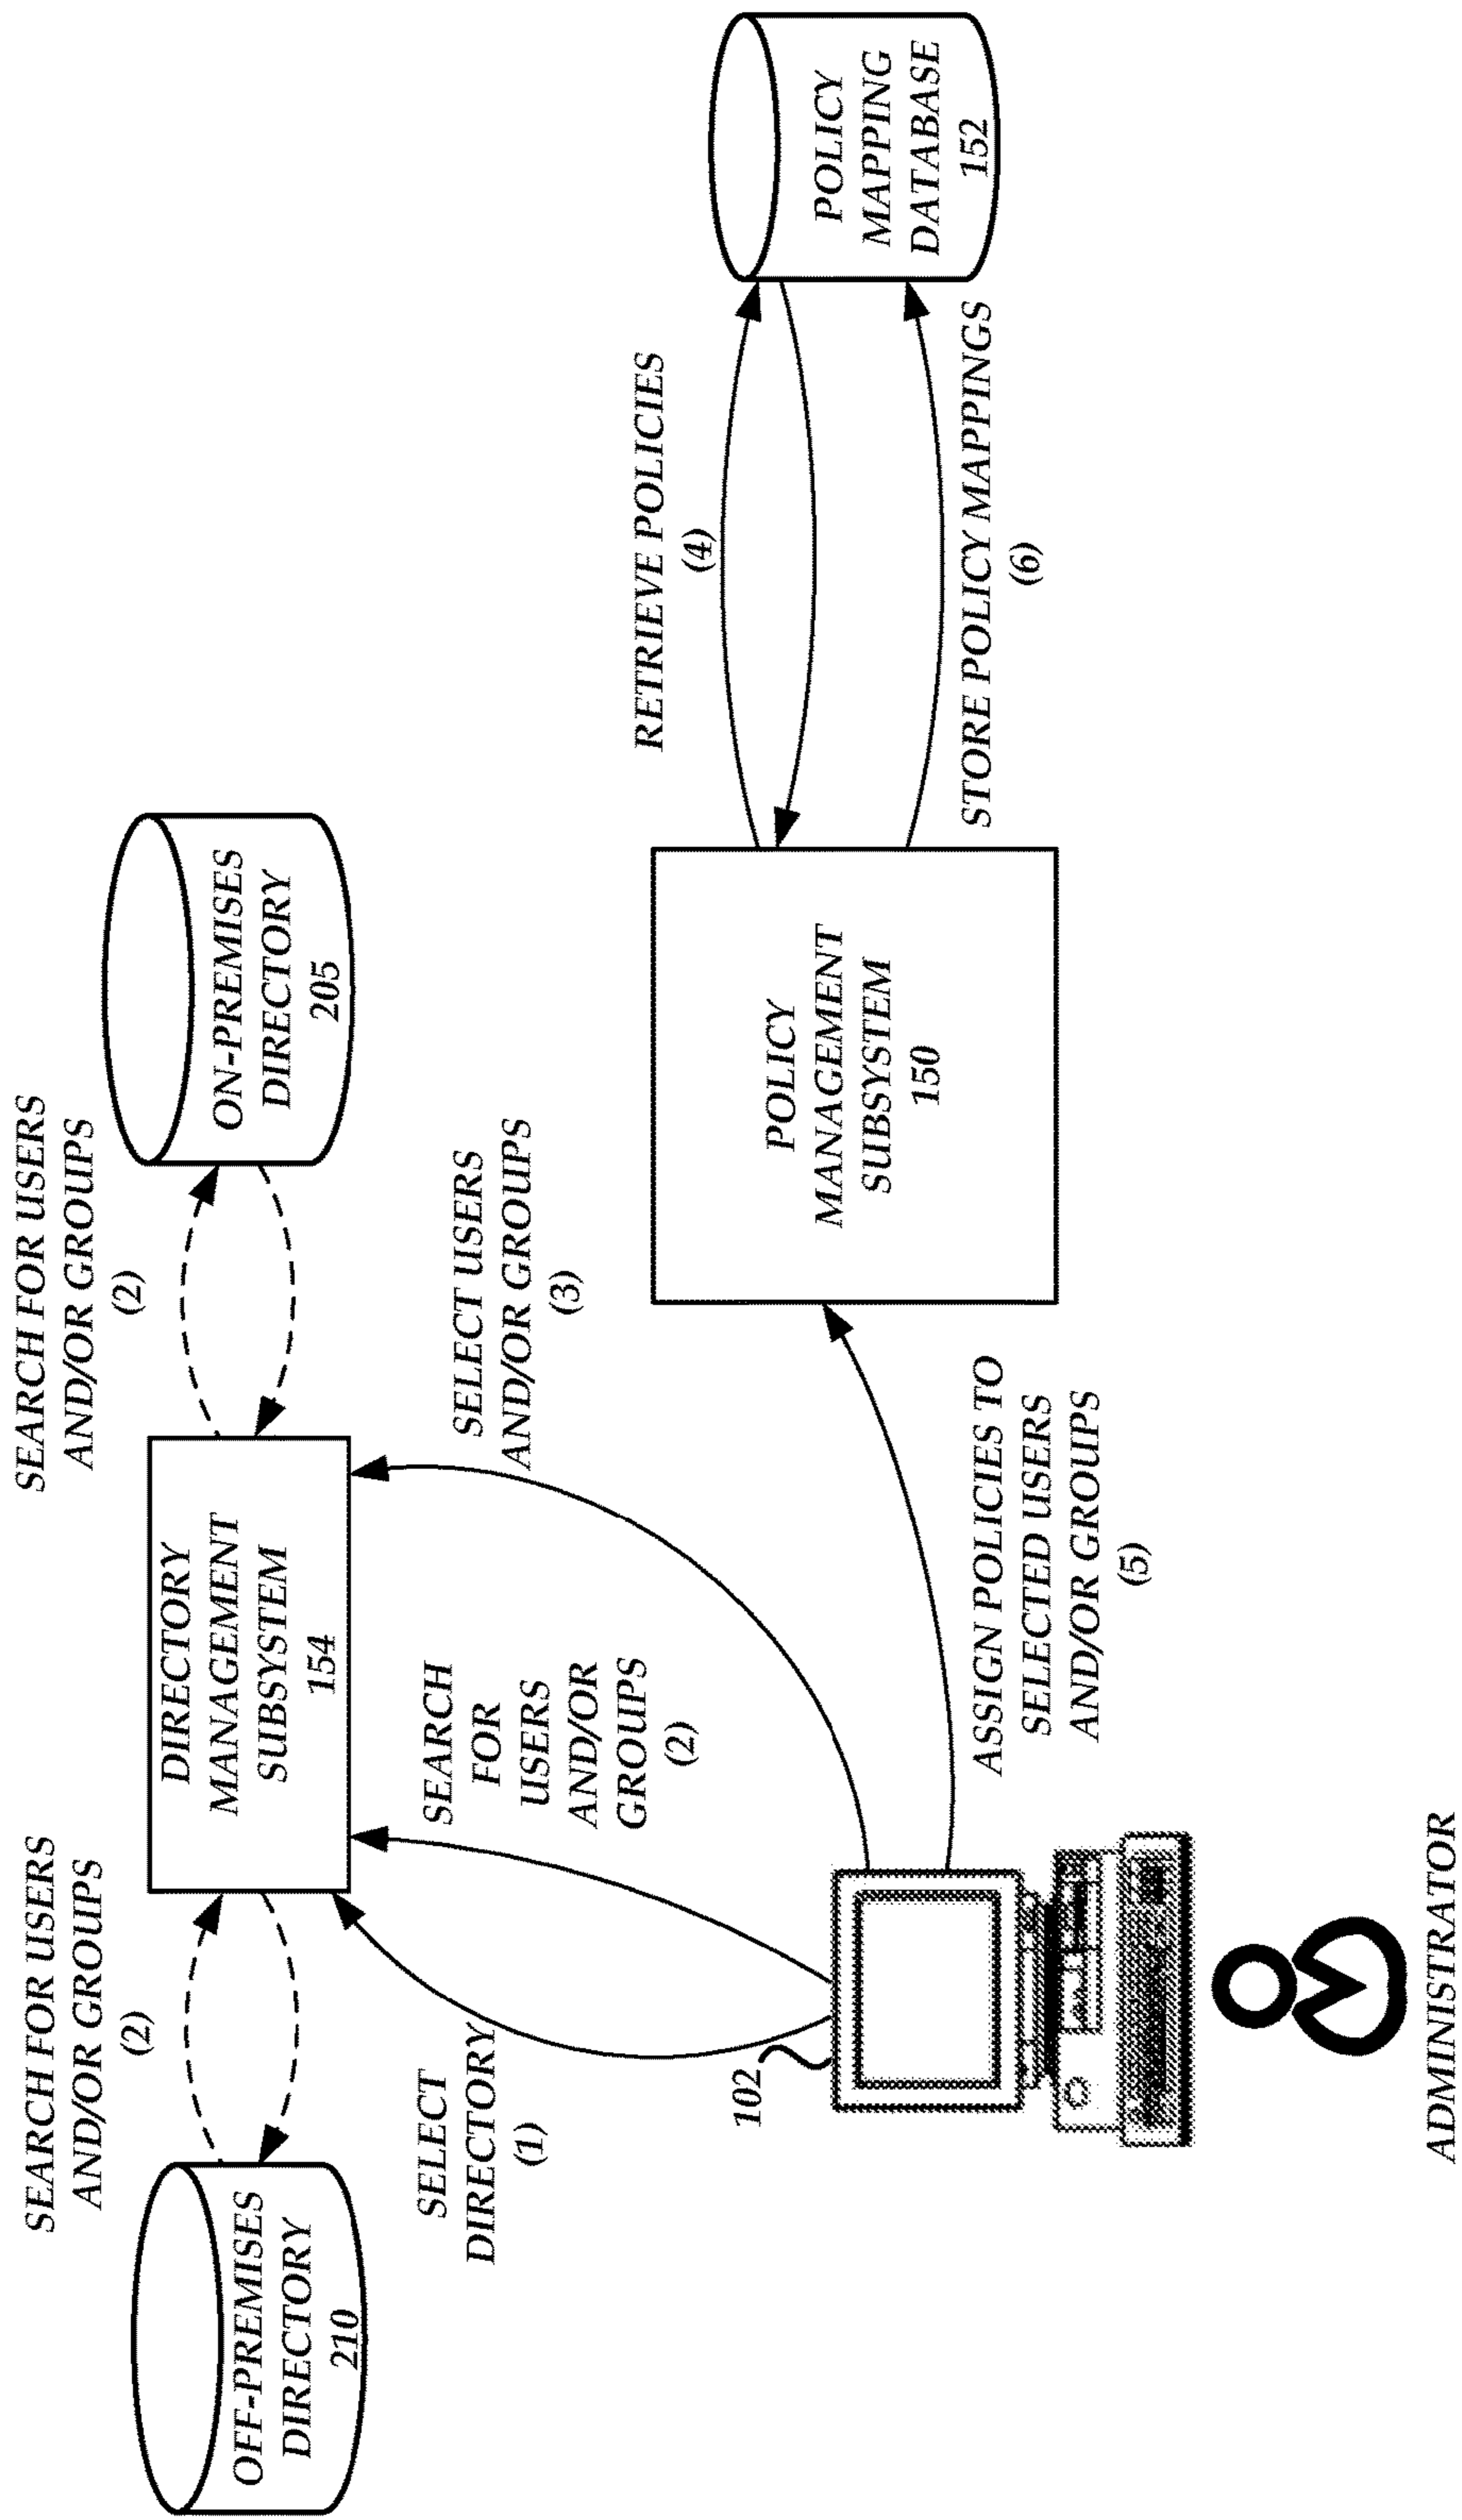 SEARCH FOR USERS
AND/OR GROUPS
(2)
SEARCH FOR USERS
AND/OR GROUPS
(2)
OFF-PREMISES
DIRECTORY
210
DIRECTORY
MANAGEMENT
SUBSYSTEM
154
ON-PREMISES
DIRECTORY
205
SELECT
DIRECTORY
(1)
SEARCH
FOR
USERS
AND/OR
GROUPS
(2)
SELECT USERS
AND/OR GROUPS
(3)
RETRIEVE POLICIES
(4)
102
POLICY
MANAGEMENT
SUBSYSTEM
150
POLICY
MAPPING
DATABASE
152
ASSIGN POLICIES TO
SELECTED USERS
AND/OR GROUPS
(5)
STORE POLICY MAPPINGS
(6)
ADMINISTRATOR